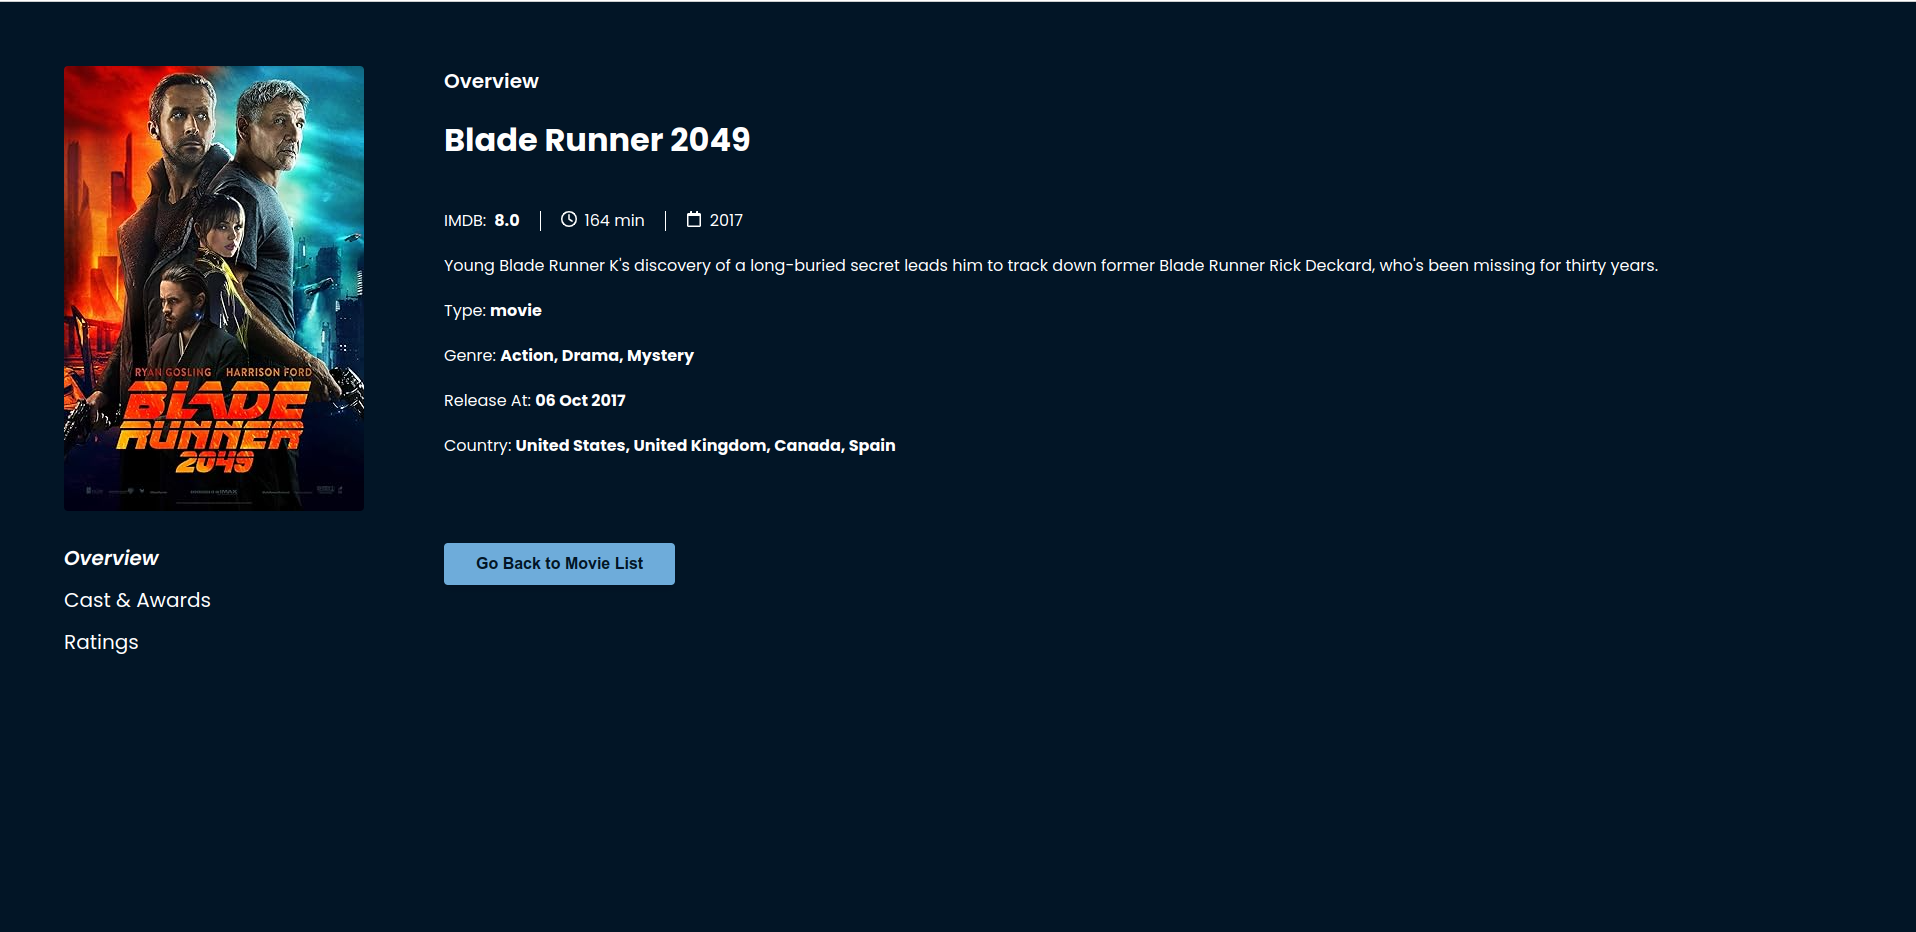 Overview
Blade Runner 2049
IMDB: 8.0 164 min 2017
Young Blade Runner K's discovery of a long-buried secret leads him to track down former Blade Runner Rick Deckard, who's been missing for thirty years.
Type: movie
Genre: Action, Drama, Mystery
Release At: 06 Oct 2017
Country: United States, United Kingdom, Canada, Spain
RYAN GOSLING HARRISON FORD
BLADE
RUNNER
2049
Overview
Cast & Awards
Ratings
Go Back to Movie List